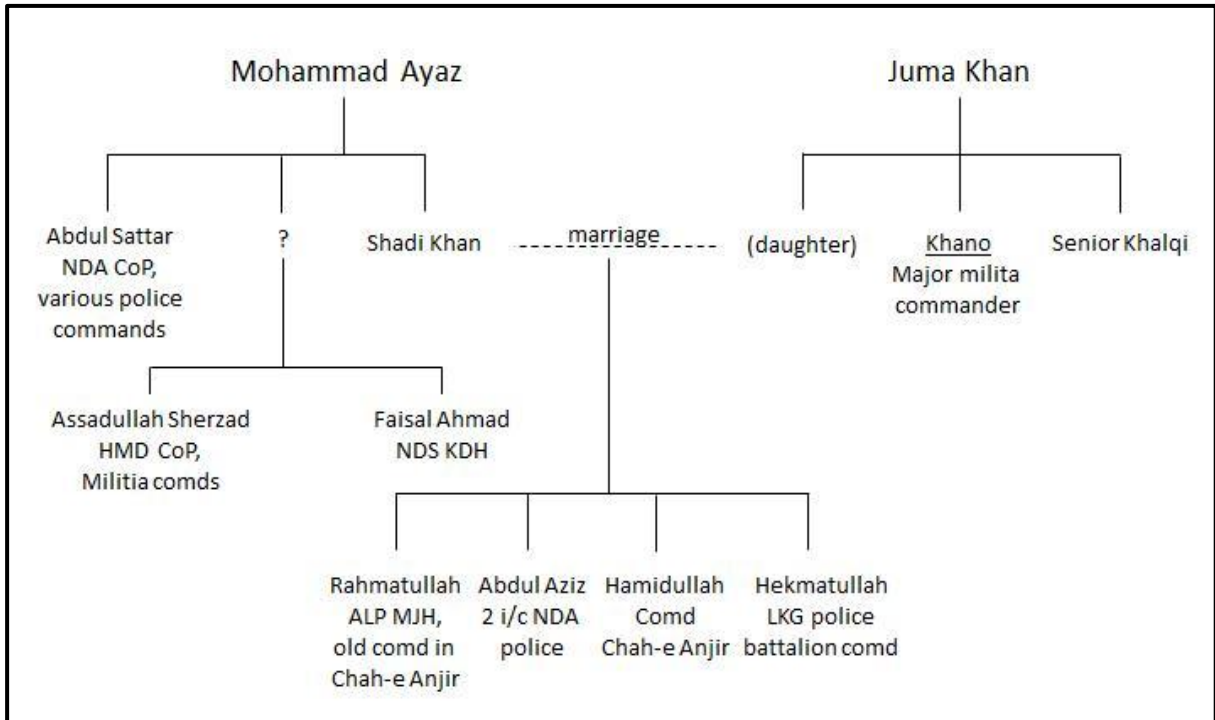 Mohammad Ayaz
Juma Khan
Abdul Sattar
NDA CoP,
various police
commands
?
Shadi Khan
marriage
(daughter)
Khano
Major milita
commander
Senior Khalqi
Assadullah Sherzad
HMD CoP,
Militia comds
Faisal Ahmad
NDS KDH
Rahmatullah
ALP MJH,
old comd in
Chah-e Anjir
Abdul Aziz
2 i/c NDA
police
Hamidullah
Comd
Chah-e Anjir
Hekmatullah
LKG police
battalion comd